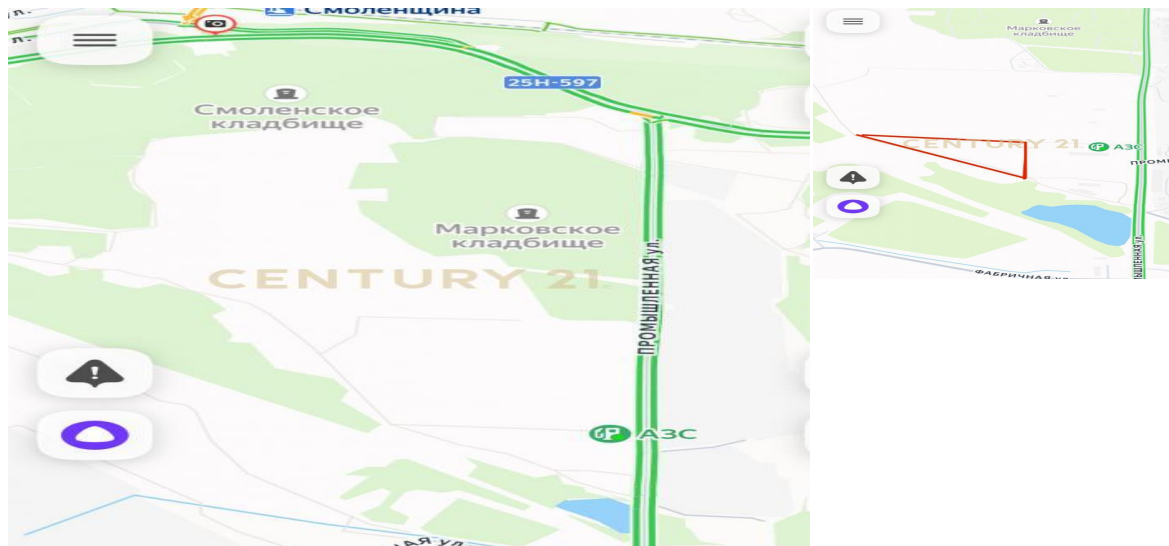 Смоленщина
25Н-597
Смоленское
кладбище
Марковское
кладбище
CENTURY 21
ПРОМЫШЛЕННАЯ УЛ.
АЗС
Марковское
кладбище
CENTURY 21
АЗС
ФАБРИЧНАЯ УЛ